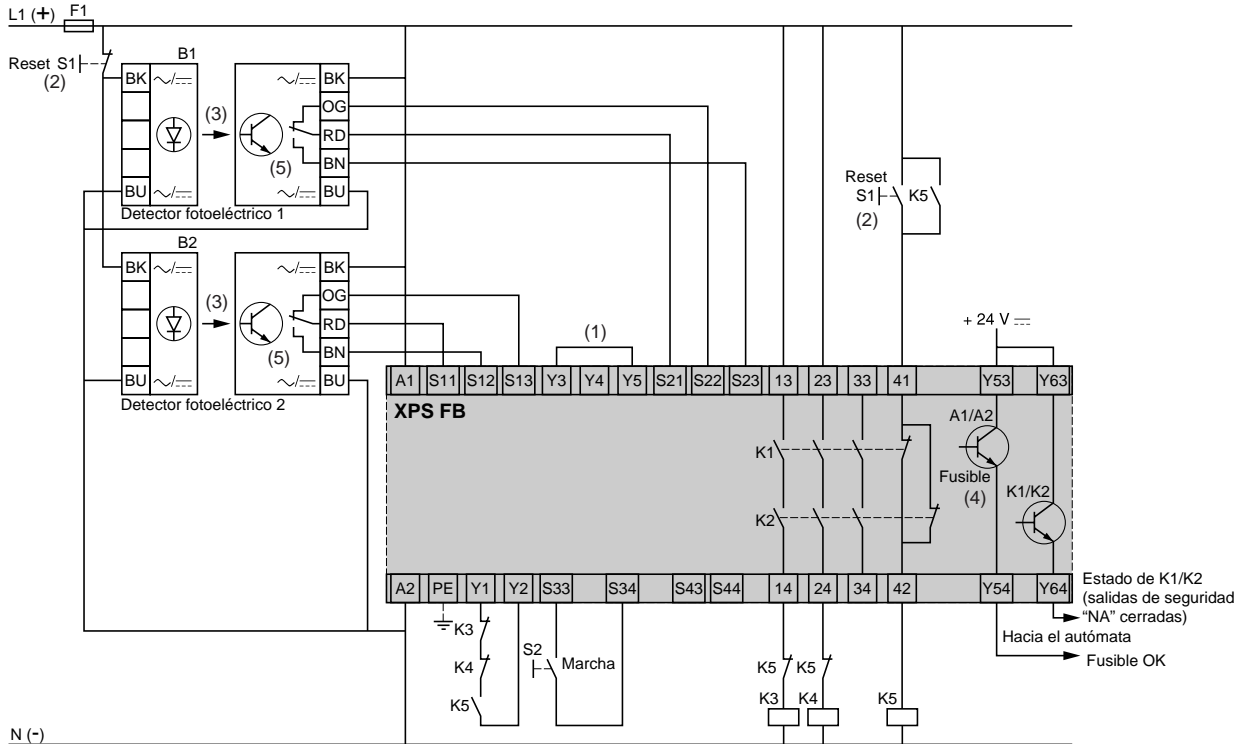 L1 (+) F1
Reset S1
(2)
B1
BK ~/⎓ ~/⎓ BK
(3)
OG
RD
(5)
BN
BU ~/⎓ ~/⎓ BU
Detector fotoeléctrico 1
B2
BK ~/⎓ ~/⎓ BK
(3)
OG
RD
(5)
BN
BU ~/⎓ ~/⎓ BU
Detector fotoeléctrico 2
Reset
S1 K5
(2)
(1)
+ 24 V ⎓
A1 S11 S12 S13 Y3 Y4 Y5 S21 S22 S23 13 23 33 41 Y53 Y63
XPS FB
A1/A2
K1
Fusible
(4)
K1/K2
K2
A2 PE Y1 Y2 S33 S34 S43 S44 14 24 34 42 Y54 Y64
Estado de K1/K2
(salidas de seguridad
“NA” cerradas)
Hacia el autómata
Fusible OK
K3
K4
K5
S2
Marcha
K5 K5
K3 K4 K5
N (-)